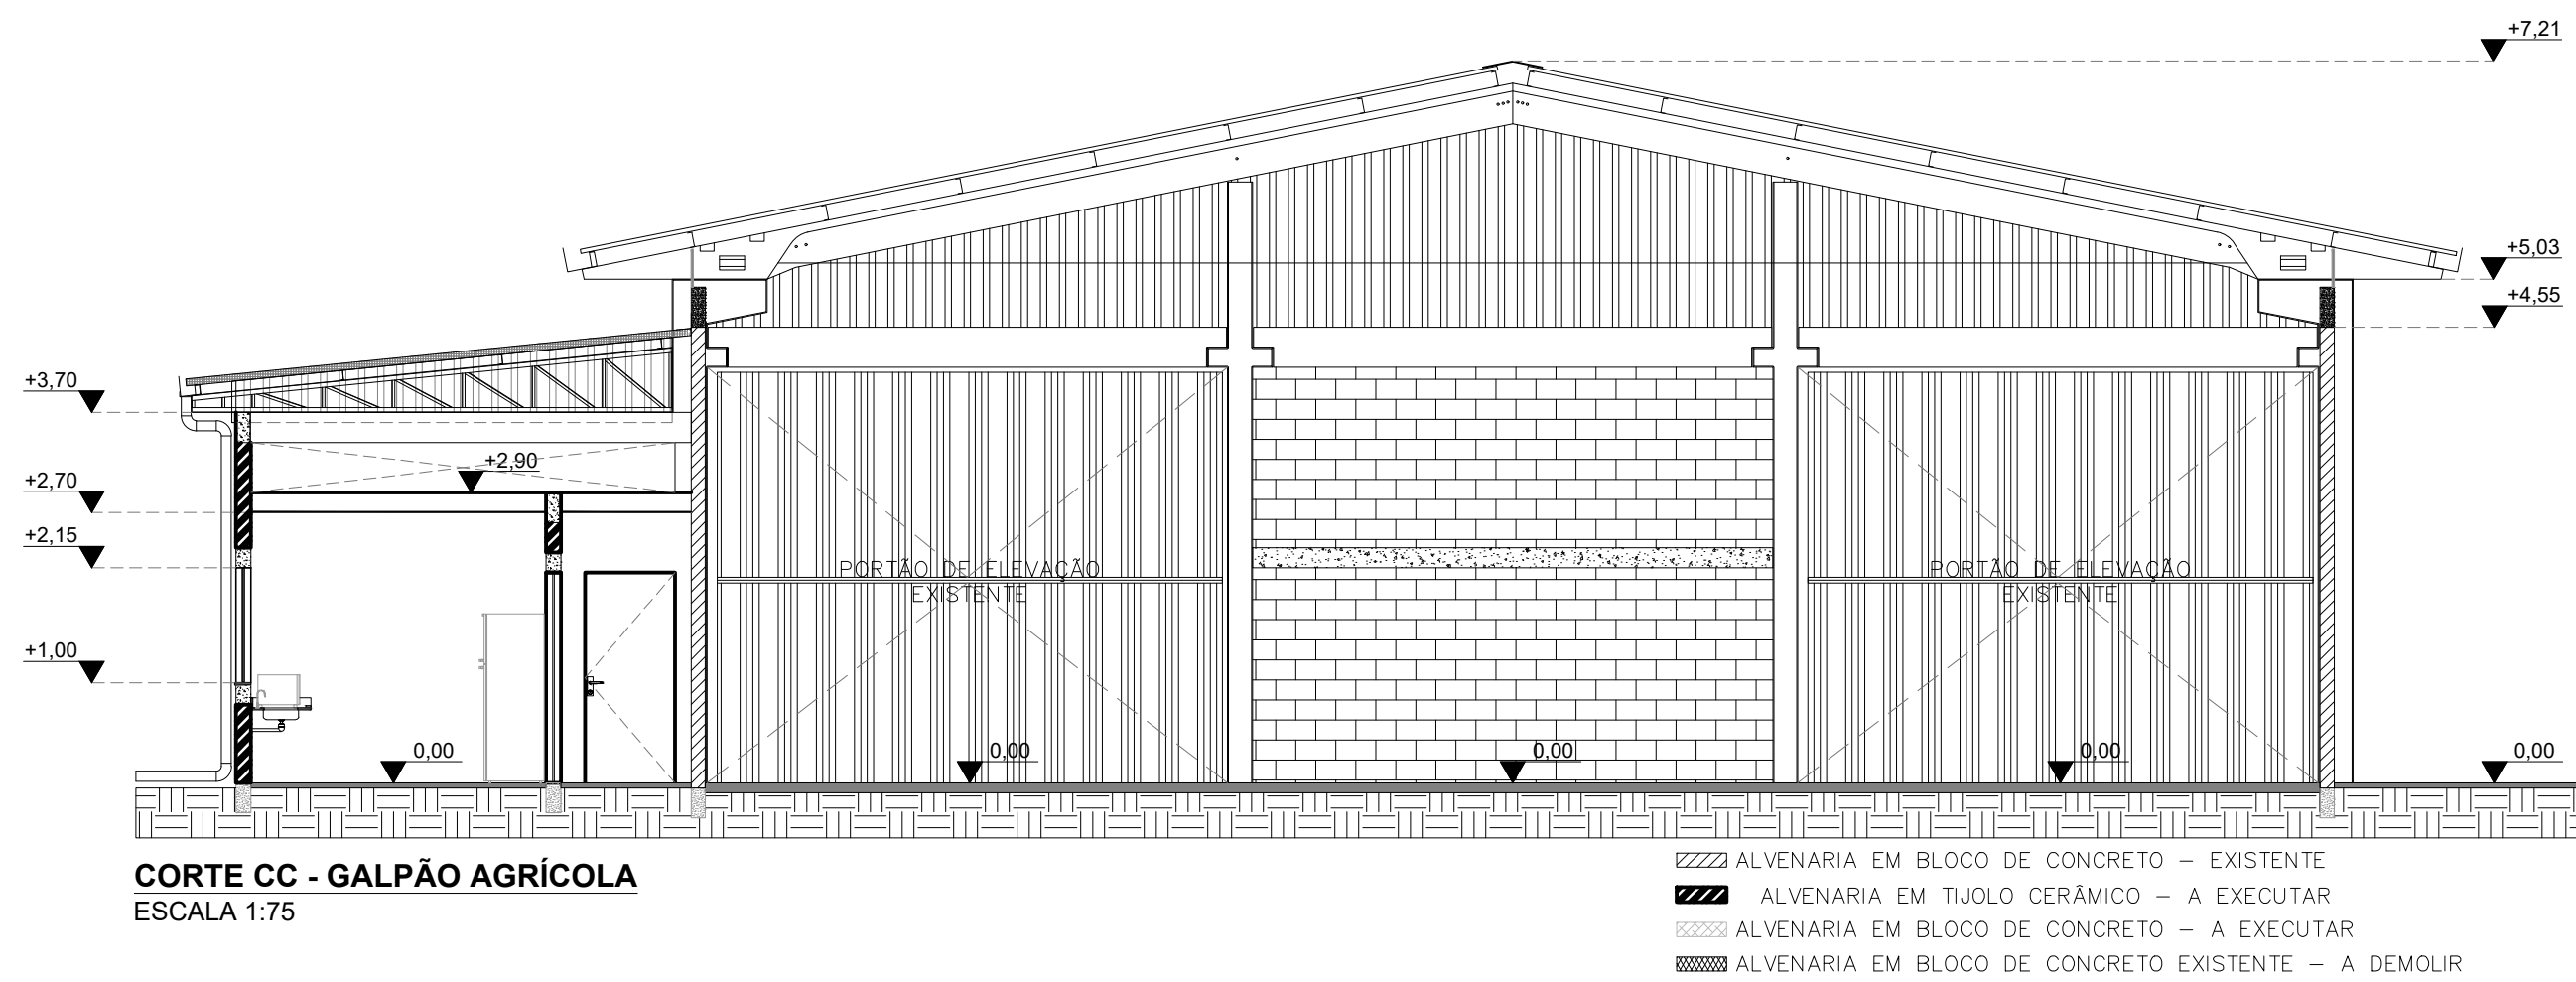 +7,21
+5,03
+4,55
+3,70
+2,90
+2,70
+2,15
PORTÃO DE ELEVAÇÃO
EXISTENTE
PORTÃO DE ELEVAÇÃO
EXISTENTE
+1,00
0,00
0,00
0,00
0,00
0,00
CORTE CC - GALPÃO AGRÍCOLA
ESCALA 1:75
ALVENARIA EM BLOCO DE CONCRETO – EXISTENTE
ALVENARIA EM TIJOLO CERÂMICO – A EXECUTAR
ALVENARIA EM BLOCO DE CONCRETO – A EXECUTAR
ALVENARIA EM BLOCO DE CONCRETO EXISTENTE – A DEMOLIR